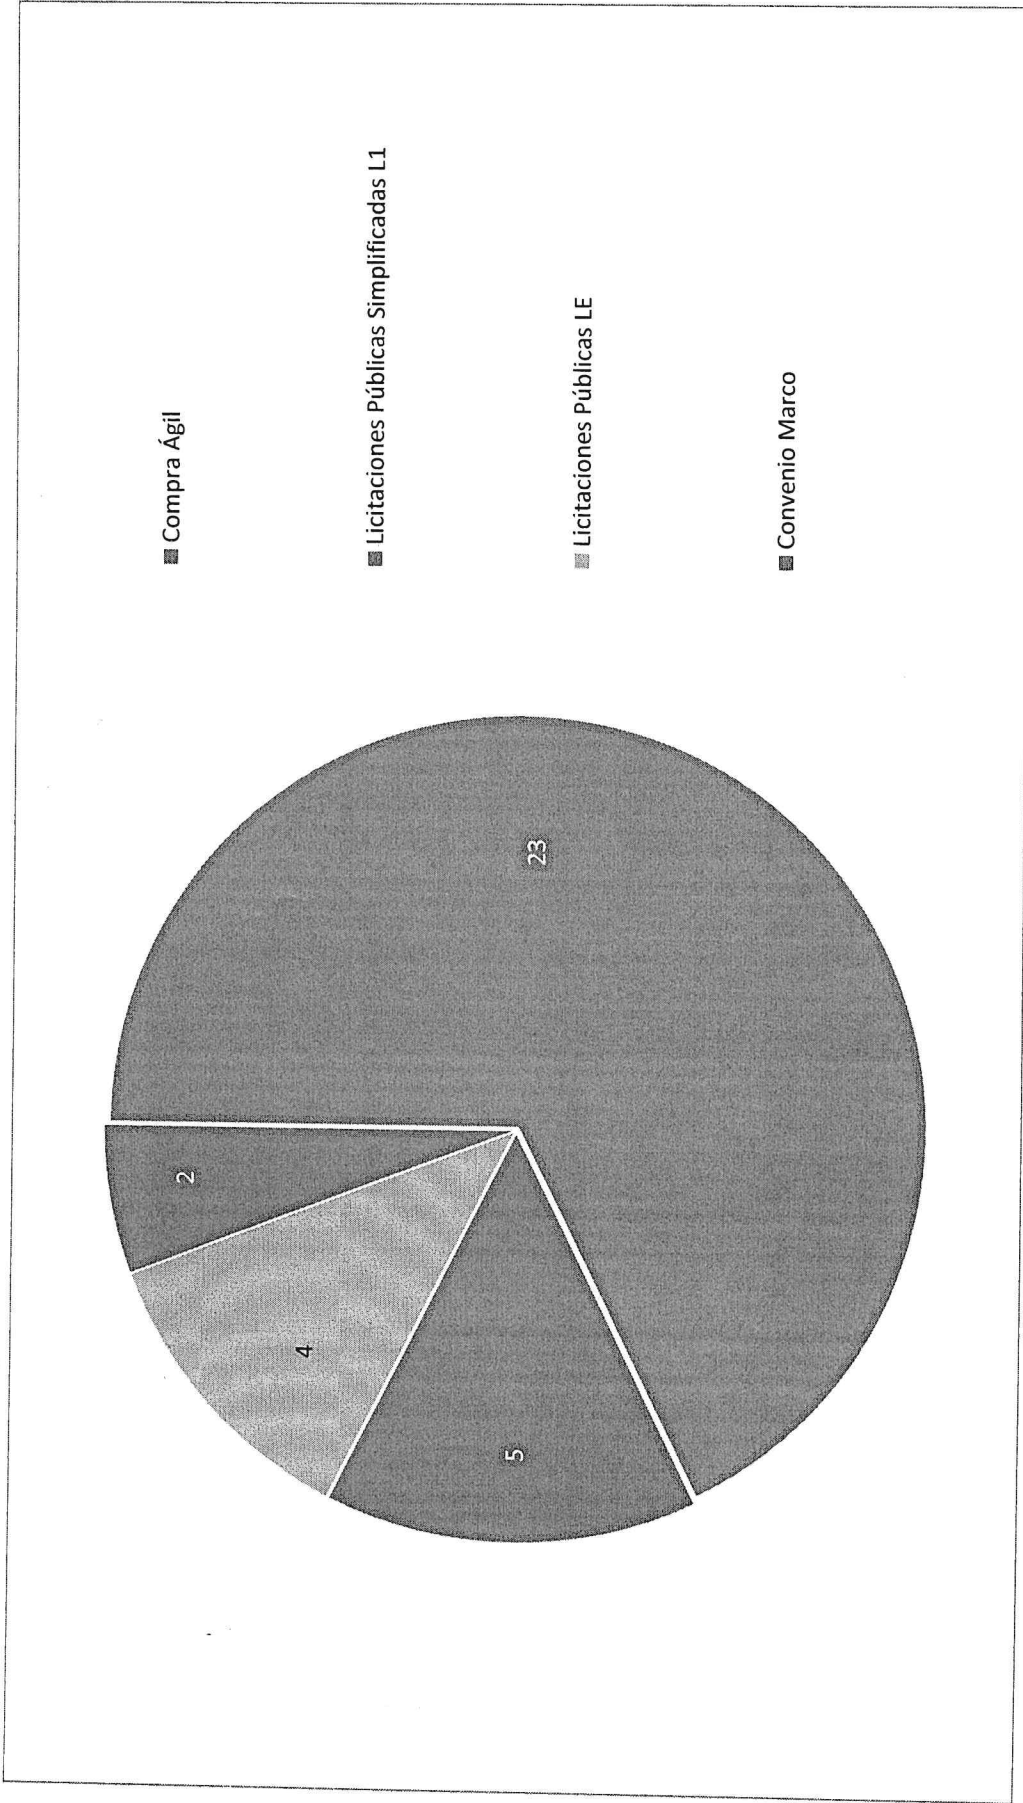 2
4
5
23
Compra Ágil
Licitaciones Públicas Simplificadas L1
Licitaciones Públicas LE
Convenio Marco